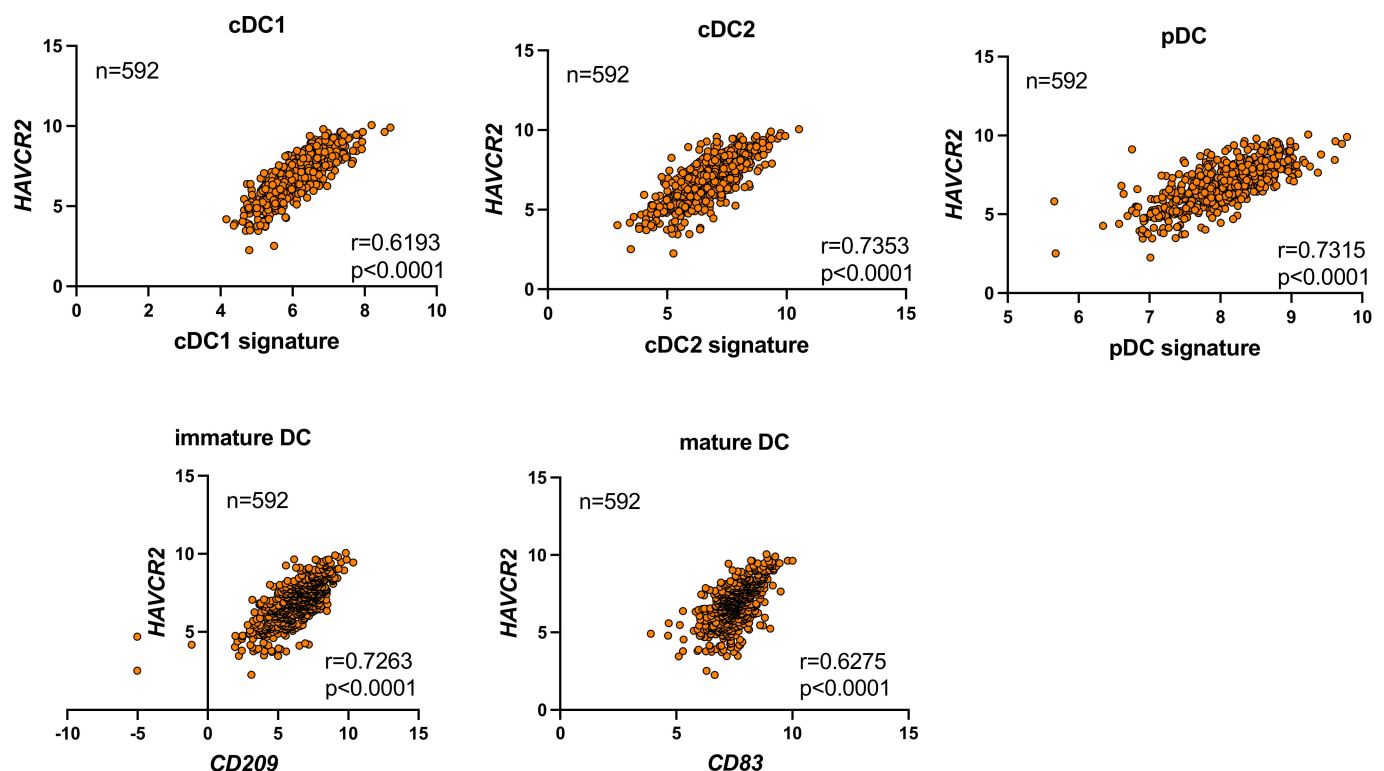 cDC1
15
n=592
10
HAVCR2
5
r=0.6193
p<0.0001
0
0 2 4 6 8 10
cDC1 signature
cDC2
15
n=592
10
HAVCR2
5
r=0.7353
p<0.0001
0
0 5 10 15
cDC2 signature
pDC
15
n=592
10
HAVCR2
5
r=0.7315
p<0.0001
0
5 6 7 8 9 10
pDC signature
immature DC
15
n=592
10
HAVCR2
5
r=0.7263
p<0.0001
-10 -5 0 5 10 15
CD209
mature DC
15
n=592
10
HAVCR2
5
r=0.6275
p<0.0001
0
0 5 10 15
CD83